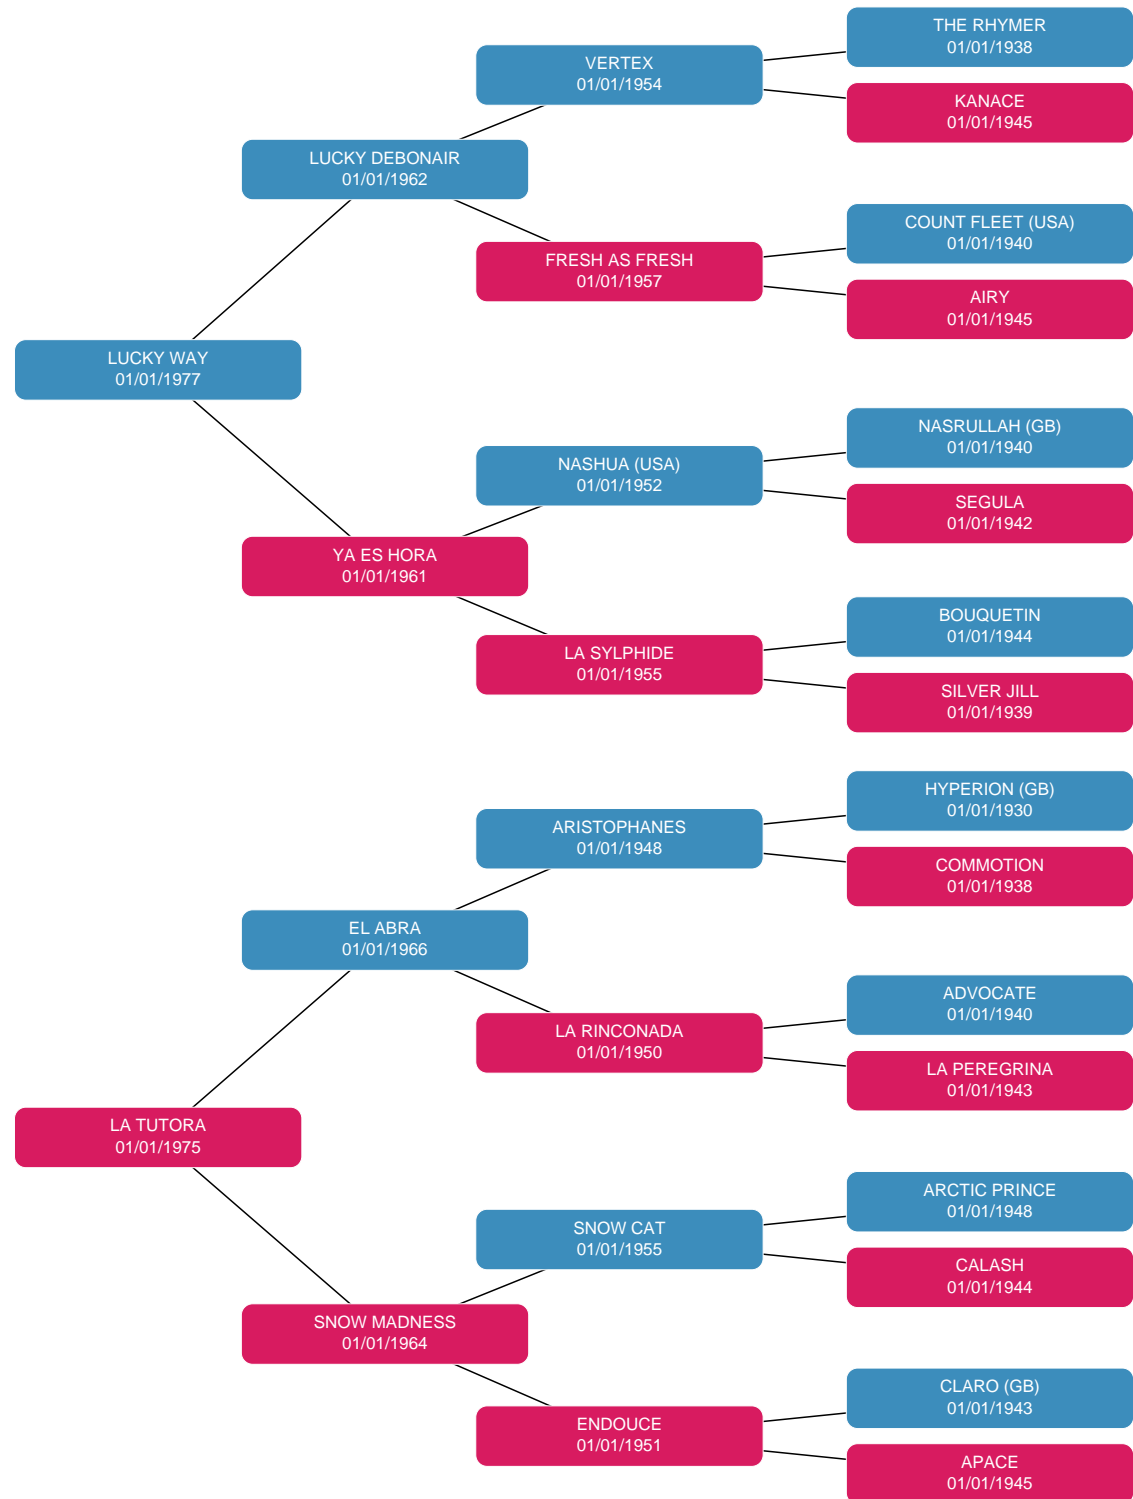 THE RHYMER
01/01/1938
VERTEX
01/01/1954
KANACE
01/01/1945
LUCKY DEBONAIR
01/01/1962
COUNT FLEET (USA)
01/01/1940
FRESH AS FRESH
01/01/1957
AIRY
01/01/1945
LUCKY WAY
01/01/1977
NASRULLAH (GB)
01/01/1940
NASHUA (USA)
01/01/1952
SEGULA
01/01/1942
YA ES HORA
01/01/1961
BOUQUETIN
01/01/1944
LA SYLPHIDE
01/01/1955
SILVER JILL
01/01/1939
HYPERION (GB)
01/01/1930
ARISTOPHANES
01/01/1948
COMMOTION
01/01/1938
EL ABRA
01/01/1966
ADVOCATE
01/01/1940
LA RINCONADA
01/01/1950
LA PEREGRINA
01/01/1943
LA TUTORA
01/01/1975
ARCTIC PRINCE
01/01/1948
SNOW CAT
01/01/1955
CALASH
01/01/1944
SNOW MADNESS
01/01/1964
CLARO (GB)
01/01/1943
ENDOUCE
01/01/1951
APACE
01/01/1945